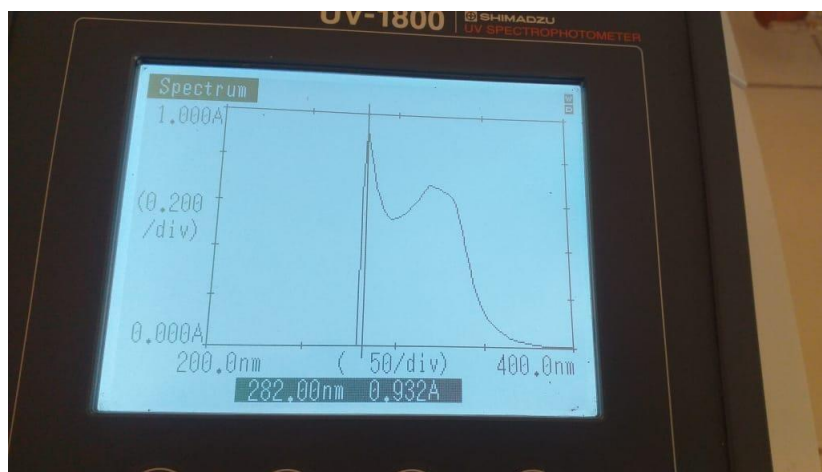 UV-1800 SHIMADZU
UV SPECTROPHOTOMETER
Spectrum
1.000A
(0.200
/div)
0.000A
200.0nm ( 50/div) 400.0nm
282.00nm 0.932A